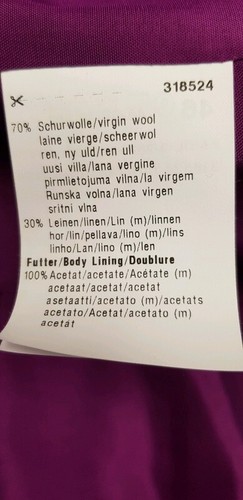 318524
70% Schurwolle/virgin wool
laine vierge/scheerwol
ren, ny uld/ren ull
uusi villa/lana vergine
pirmlietojuma vilna/la virgem
Runska volna/lana virgen
sritni vlna
30% Leinen/linen/Lin (m)/linnen
hor/lin/pellava/lino (m)/lins
linho/Lan/lino (m)/len
Futter/Body Lining/Doublure
100% Acetat/acetate/Acétate (m)
acetaat/acetat/acetat
asetaatti/acetato (m)/acetats
acetato/Acetat/acetato (m)
acetát